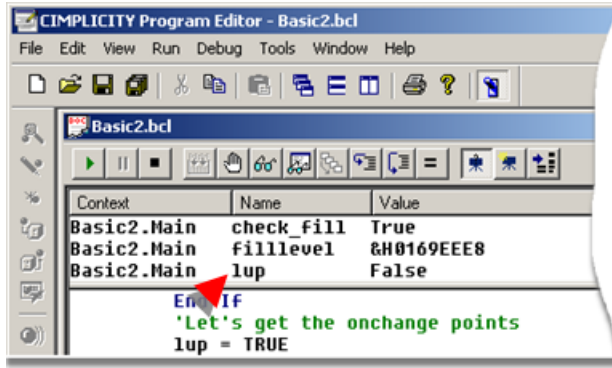 CIMPLICITY Program Editor - Basic2.bcl
File Edit View Run Debug Tools Window Help
Basic2.bcl
Context Name Value
Basic2.Main check_fill True
Basic2.Main filllevel &H0169EEE8
Basic2.Main lup False
End If
'Let's get the onchange points
lup = TRUE